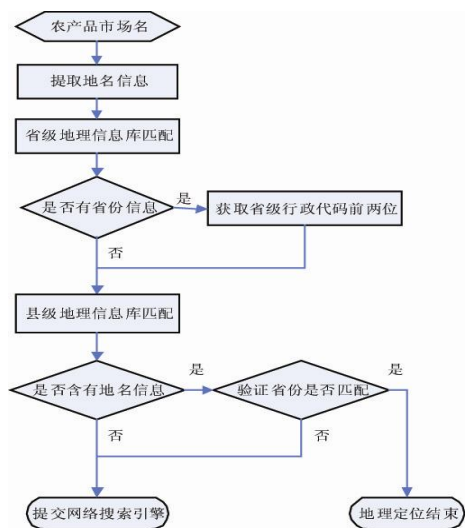 农产品市场名
提取地名信息
省级地理信息库匹配
是否有省份信息
是
获取省级行政代码前两位
否
县级地理信息库匹配
是否含有地名信息
是
验证省份是否匹配
是
否
否
提交网络搜索引擎
地理定位结束